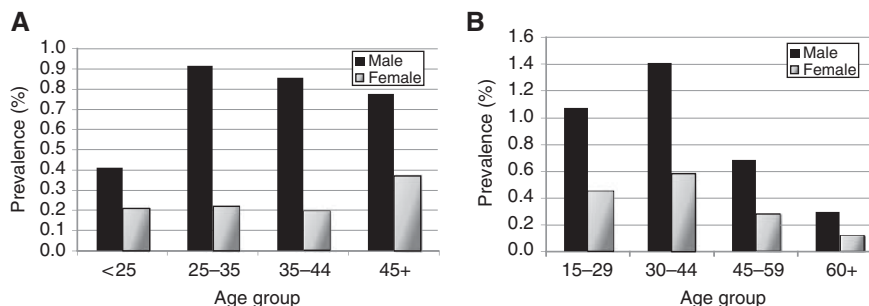 A
Prevalence (%)
1.0
0.9
0.8
0.7
0.6
0.5
0.4
0.3
0.2
0.1
0.0
Male
Female
<25 25–35 35–44 45+
Age group
B
Prevalence (%)
1.6
1.4
1.2
1.0
0.8
0.6
0.4
0.2
0.0
Male
Female
15–29 30–44 45–59 60+
Age group